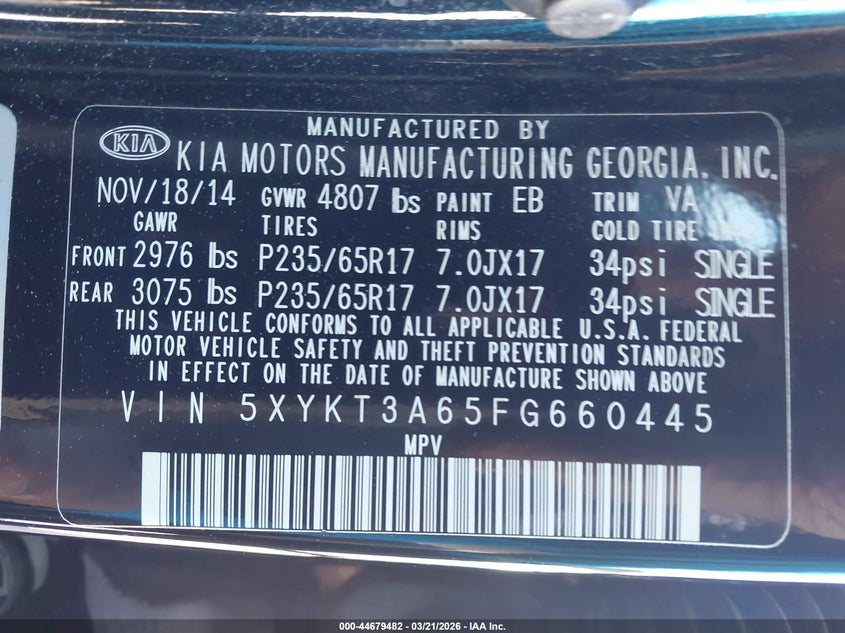 MANUFACTURED BY
KIA KIA MOTORS MANUFACTURING GEORGIA, INC.
NOV/18/14 GVWR 4807 lbs PAINT EB TRIM VA
GAWR TIRES RIMS COLD TIRE
FRONT 2976 lbs P235/65R17 7.0JX17 34psi SINGLE
REAR 3075 lbs P235/65R17 7.0JX17 34psi SINGLE
THIS VEHICLE CONFORMS TO ALL APPLICABLE U.S.A. FEDERAL
MOTOR VEHICLE SAFETY AND THEFT PREVENTION STANDARDS
IN EFFECT ON THE DATE OF MANUFACTURE SHOWN ABOVE
VIN 5XYKT3A65FG660445
MPV
000-44679482 - 03/21/2026 - IAA Inc.